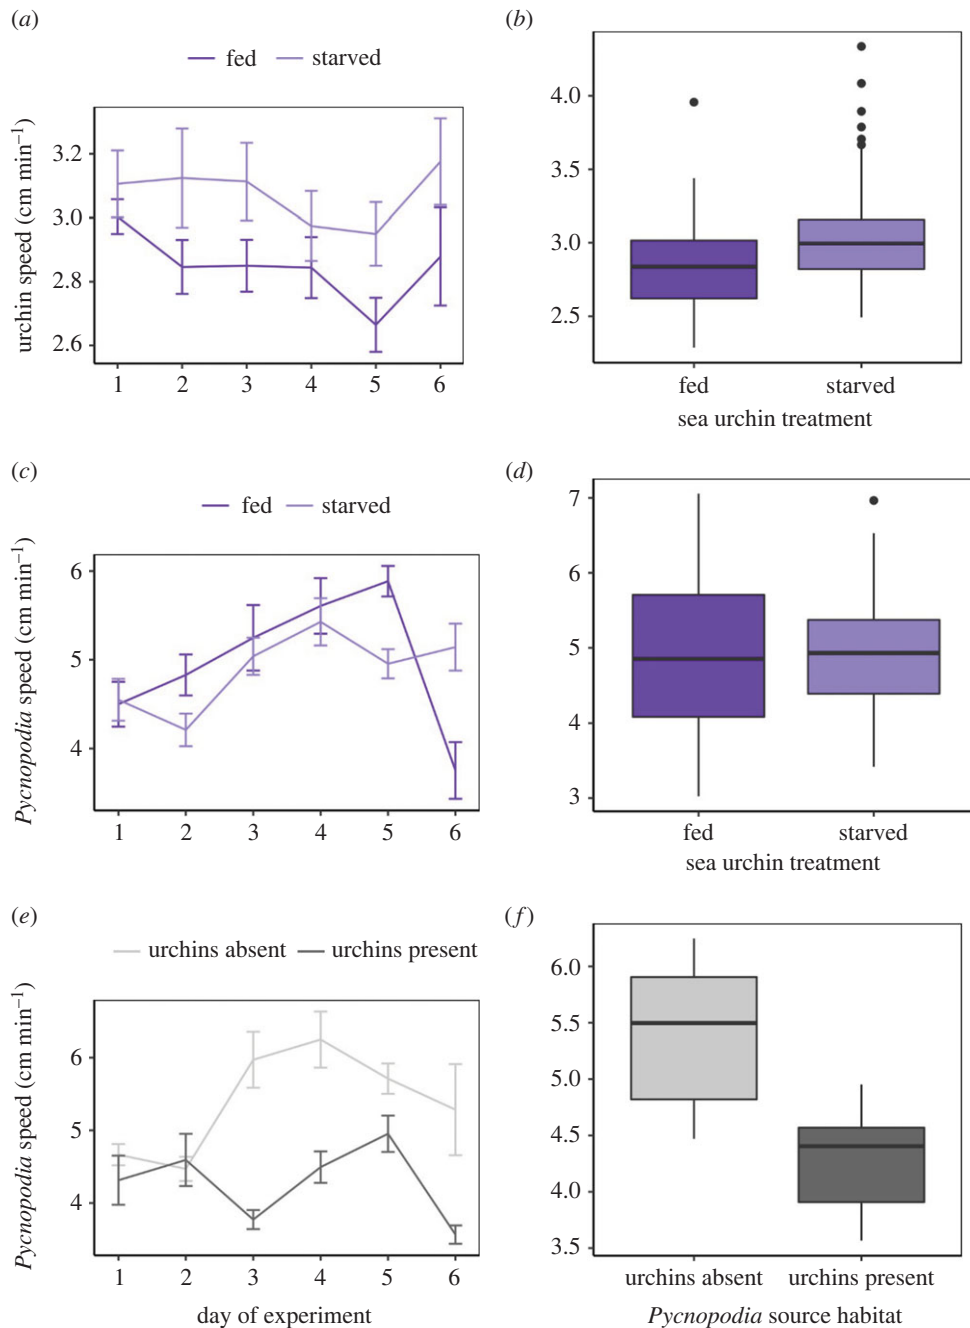 (a)
fed starved
urchin speed (cm min⁻¹)
3.2
3.0
2.8
2.6
1 2 3 4 5 6
(b)
4.0
3.5
3.0
2.5
fed starved
sea urchin treatment
(c)
fed starved
Pycnopodia speed (cm min⁻¹)
6
5
4
1 2 3 4 5 6
(d)
7
6
5
4
3
fed starved
sea urchin treatment
(e)
urchins absent urchins present
Pycnopodia speed (cm min⁻¹)
6
5
4
1 2 3 4 5 6
day of experiment
(f)
6.0
5.5
5.0
4.5
4.0
3.5
urchins absent urchins present
Pycnopodia source habitat